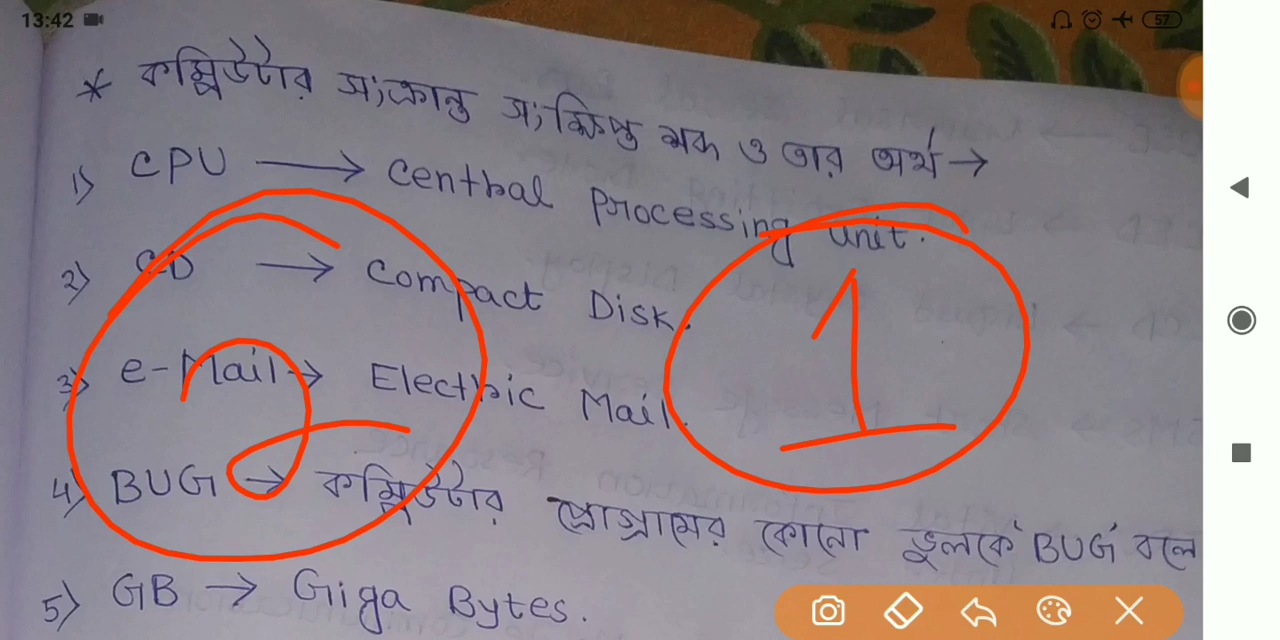 13:42
57
* কম্পিউটার সংক্রান্ত সংক্ষিপ্ত শব্দ ও তার অর্থ →
1) CPU → Central Processing Unit.
2) CD → Compact Disk.
3) e-Mail → Electric Mail.
4) BUG → কম্পিউটার প্রোগ্রামের কোনো ভুলকে 'BUG' বলে
5) GB → Giga Bytes.
1
2